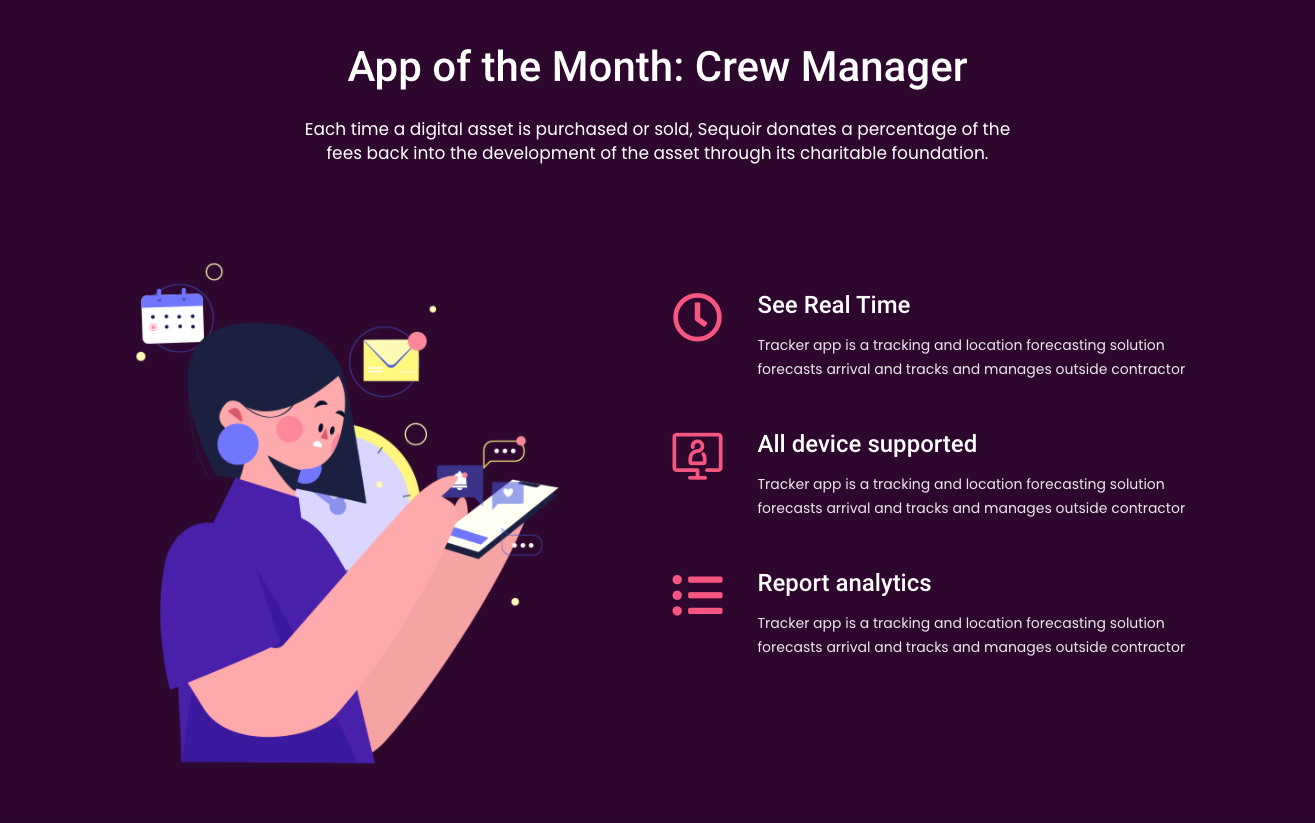 App of the Month: Crew Manager
Each time a digital asset is purchased or sold, Sequoir donates a percentage of the
fees back into the development of the asset through its charitable foundation.
See Real Time
Tracker app is a tracking and location forecasting solution
forecasts arrival and tracks and manages outside contractor
All device supported
Tracker app is a tracking and location forecasting solution
forecasts arrival and tracks and manages outside contractor
Report analytics
Tracker app is a tracking and location forecasting solution
forecasts arrival and tracks and manages outside contractor